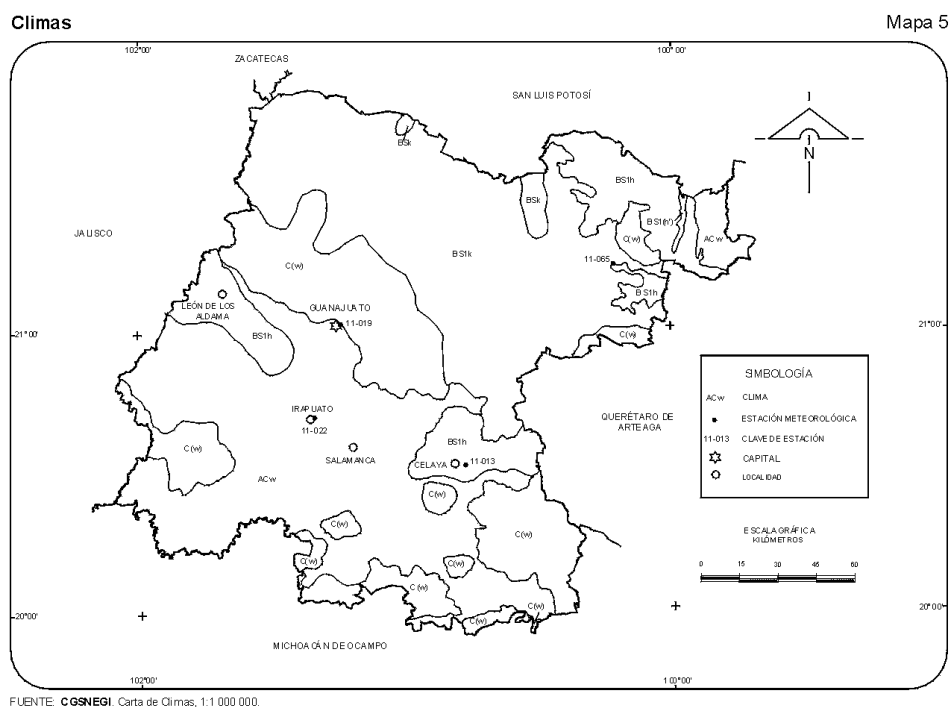 Climas
Mapa 5
102°00'
100°00'
ZACATECAS
SAN LUIS POTOSÍ
N
BSk
BS1h
BSk
BS1(h')
C(w)
ACw
JALISCO
BS1k
11-065
C(w)
BS1h
LEÓN DE LOS
ALDAMA
GUANAJUATO
11-019
21°00'
21°00'
BS1h
C(w)
SIMBOLOGÍA
ACw CLIMA
ESTACIÓN METEOROLÓGICA
11-013 CLAVE DE ESTACIÓN
CAPITAL
LOCALIDAD
IRAPUATO
11-022
QUERÉTARO DE
ARTEAGA
C(w)
BS1h
SALAMANCA
CELAYA
11-013
ACw
C(w)
C(w)
C(w)
ESCALA GRÁFICA
KILÓMETROS
0 15 30 45 60
C(w)
C(w)
C(w)
C(w)
C(w)
20°00'
20°00'
MICHOACÁN DE OCAMPO
102°00'
FUENTE: CGSNEGI. Carta de Climas, 1:1 000 000.